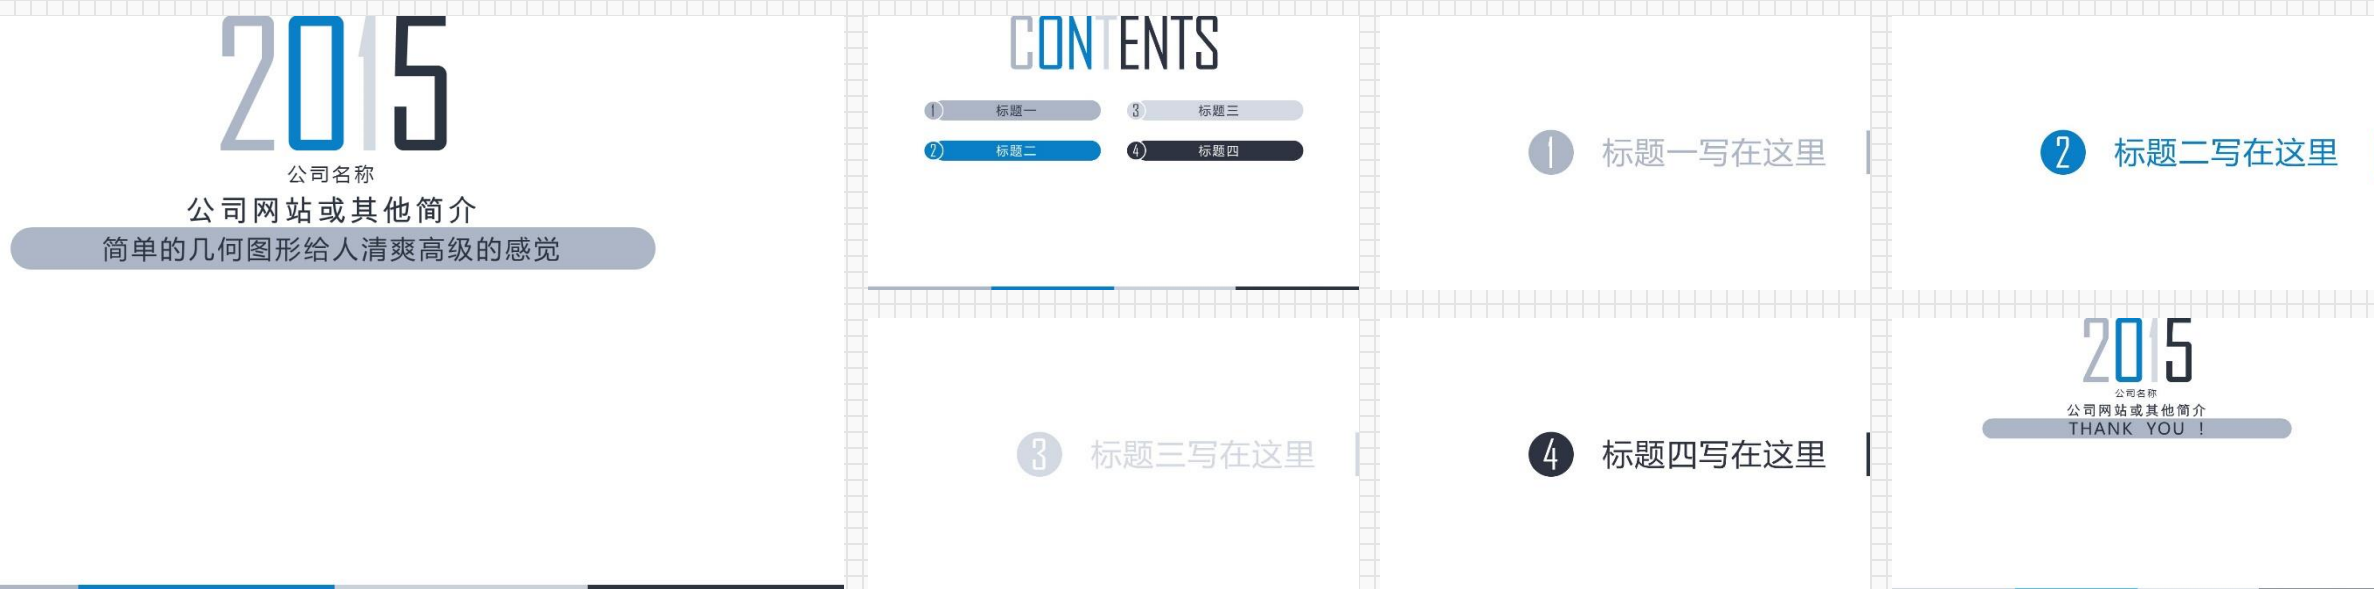 2015
公司名称
公司网站或其他简介
简单的几何图形给人清爽高级的感觉
CONTENTS
1 标题一
3 标题三
2 标题二
4 标题四
1 标题一写在这里
2 标题二写在这里
3 标题三写在这里
4 标题四写在这里
2015
公司名称
公司网站或其他简介
THANK YOU !